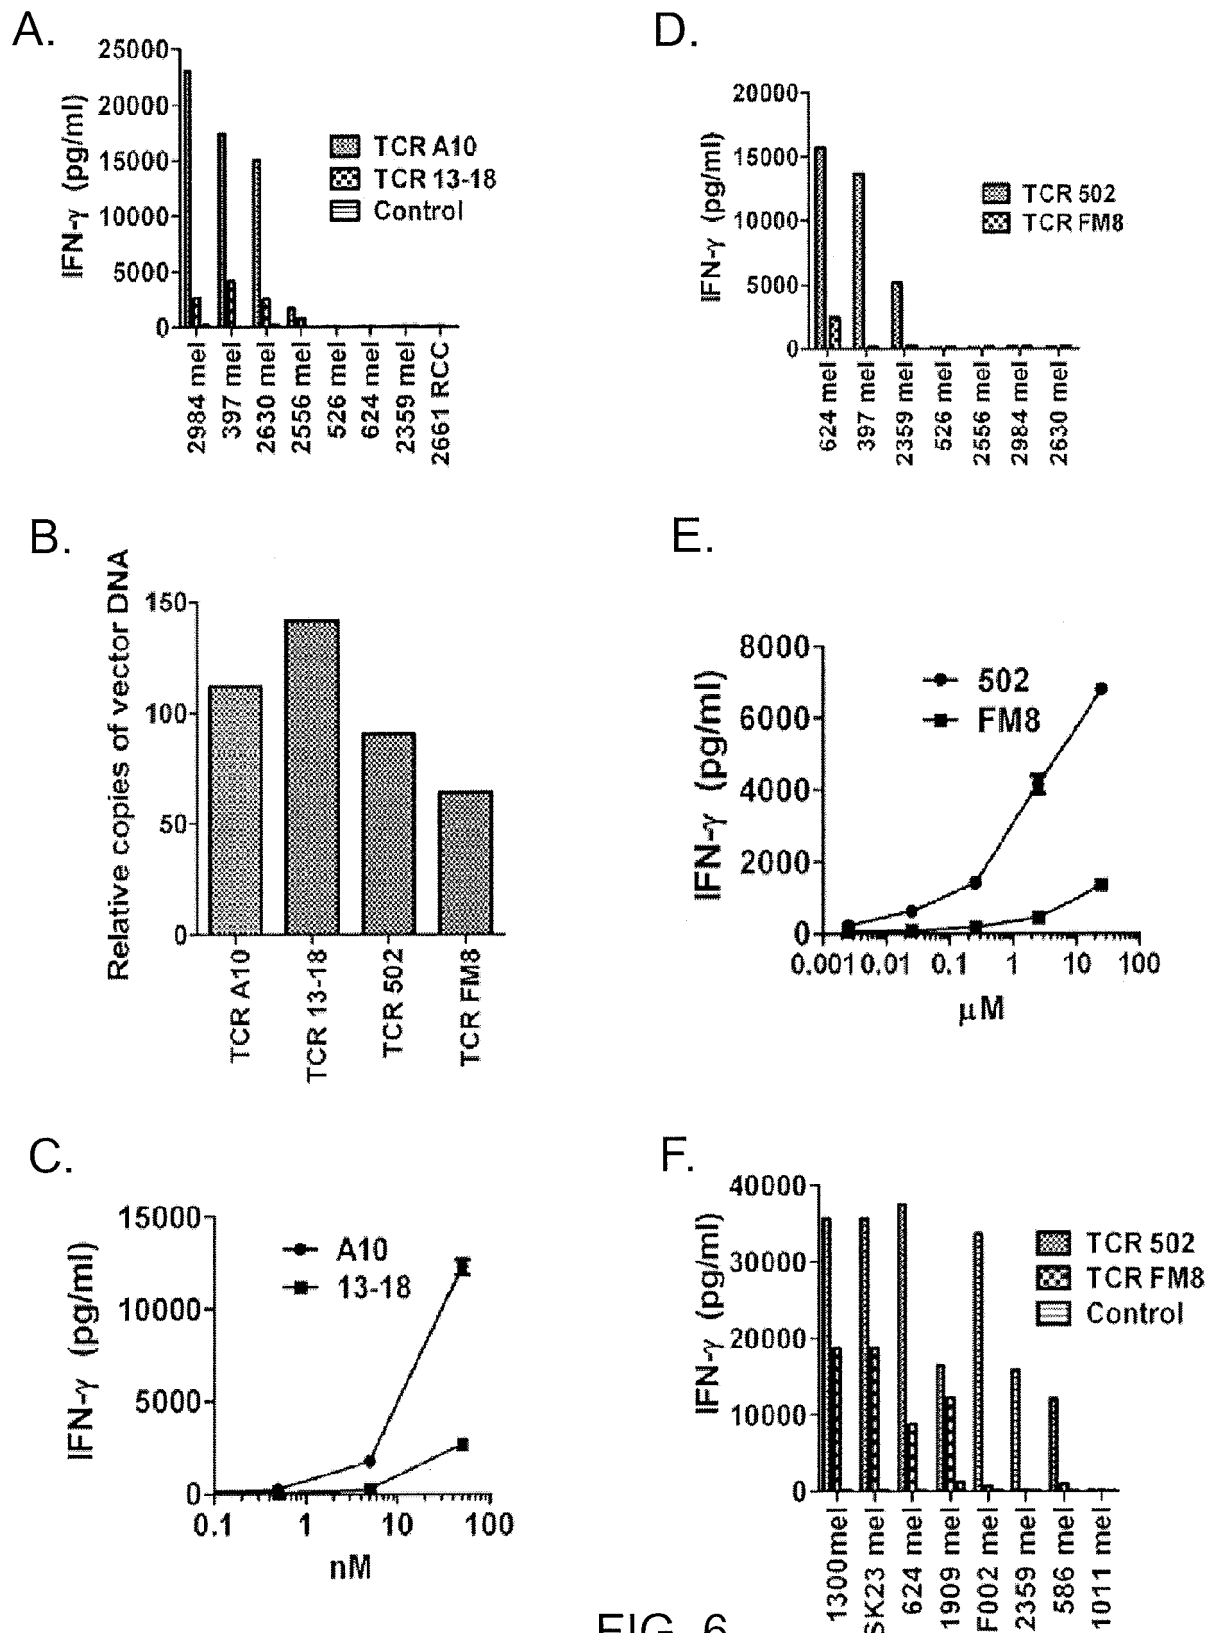 A.
IFN-γ (pg/ml)
25000
20000
15000
10000
5000
0
TCR A10
TCR 13-18
Control
2984 mel
397 mel
2630 mel
2556 mel
526 mel
624 mel
2359 mel
2661 RCC
D.
IFN-γ (pg/ml)
20000
15000
10000
5000
0
TCR 502
TCR FM8
624 mel
397 mel
2359 mel
526 mel
2556 mel
2984 mel
2630 mel
B.
Relative copies of vector DNA
150
100
50
0
TCR A10
TCR 13-18
TCR 502
TCR FM8
E.
IFN-γ (pg/ml)
8000
6000
4000
2000
0
502
FM8
0.001 0.01 0.1 1 10 100
μM
C.
IFN-γ (pg/ml)
15000
10000
5000
0
A10
13-18
0.1 1 10 100
nM
F.
IFN-γ (pg/ml)
40000
30000
20000
10000
0
TCR 502
TCR FM8
Control
1300mel
SK23 mel
624 mel
1909 mel
F002 mel
2359 mel
586 mel
1011 mel
FIG. 6